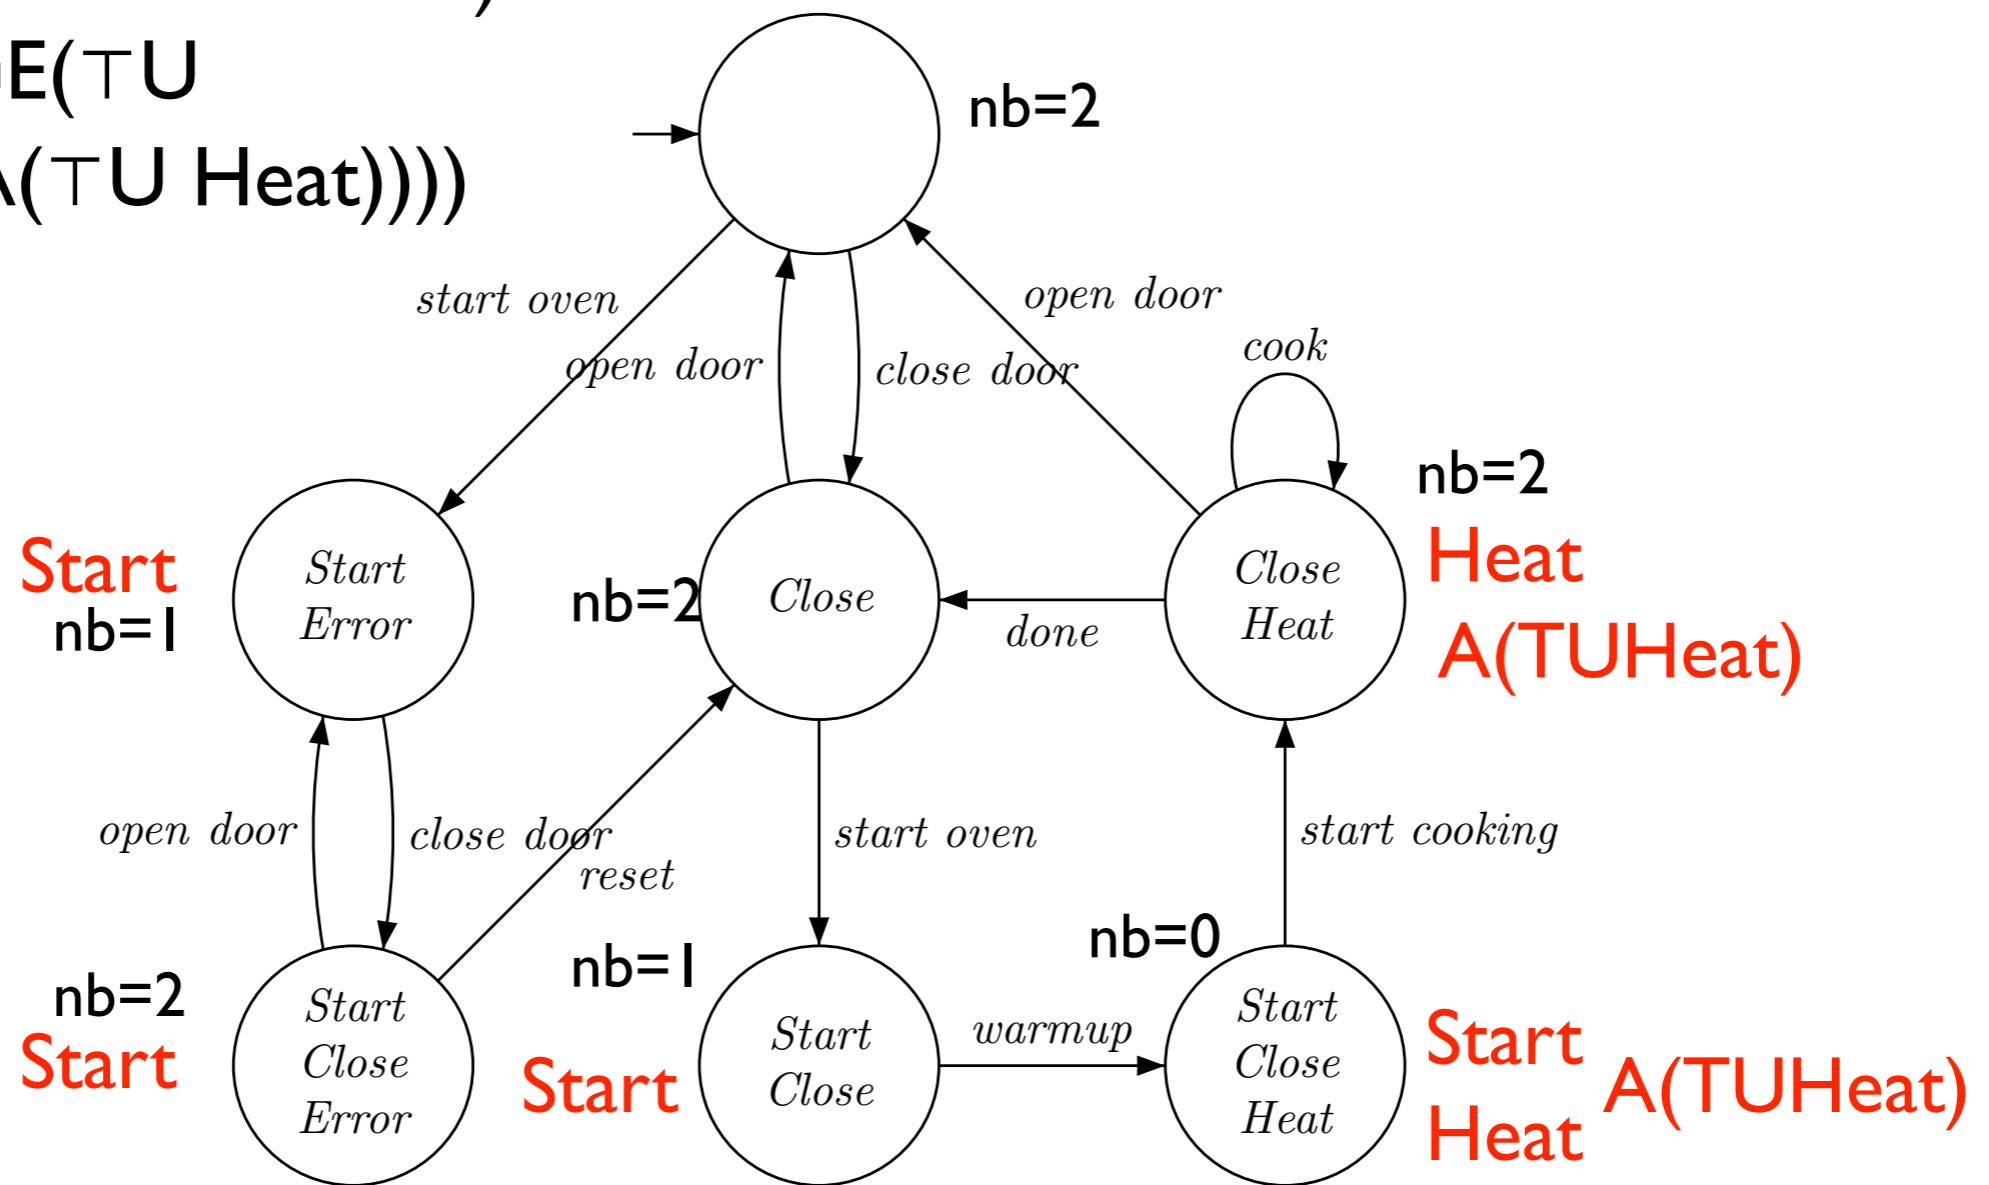 )
E(⊤U
(⊤U Heat))))
nb=2
start oven
open door
open door
close door
cook
nb=2
Start
nb=1
Start
Error
nb=2
Close
done
Close
Heat
Heat
A(TUHeat)
open door
close door
reset
start oven
start cooking
nb=2
Start
Start
Close
Error
nb=1
Start
Start
Close
warmup
nb=0
Start
Close
Heat
Start
Heat
A(TUHeat)